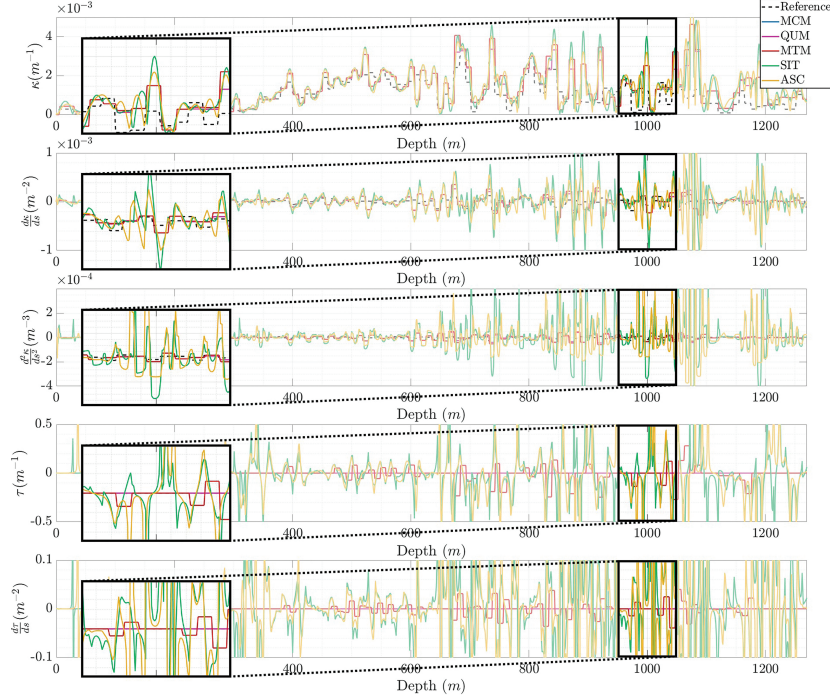 ×10⁻³
4
2
0
κ(m⁻¹)
0 400 600 800 1000 1200
Depth (m)
Reference
MCM
QUM
MTM
SIT
ASC
×10⁻³
1
0
-1
dκ/ds (m⁻²)
0 400 600 800 1000 1200
Depth (m)
×10⁻⁴
2
0
-2
-4
d²κ/ds² (m⁻³)
0 400 600 800 1000 1200
Depth (m)
0.5
0
-0.5
τ(m⁻¹)
0 400 600 800 1000 1200
Depth (m)
0.1
0
-0.1
dτ/ds (m⁻²)
0 400 600 800 1000 1200
Depth (m)